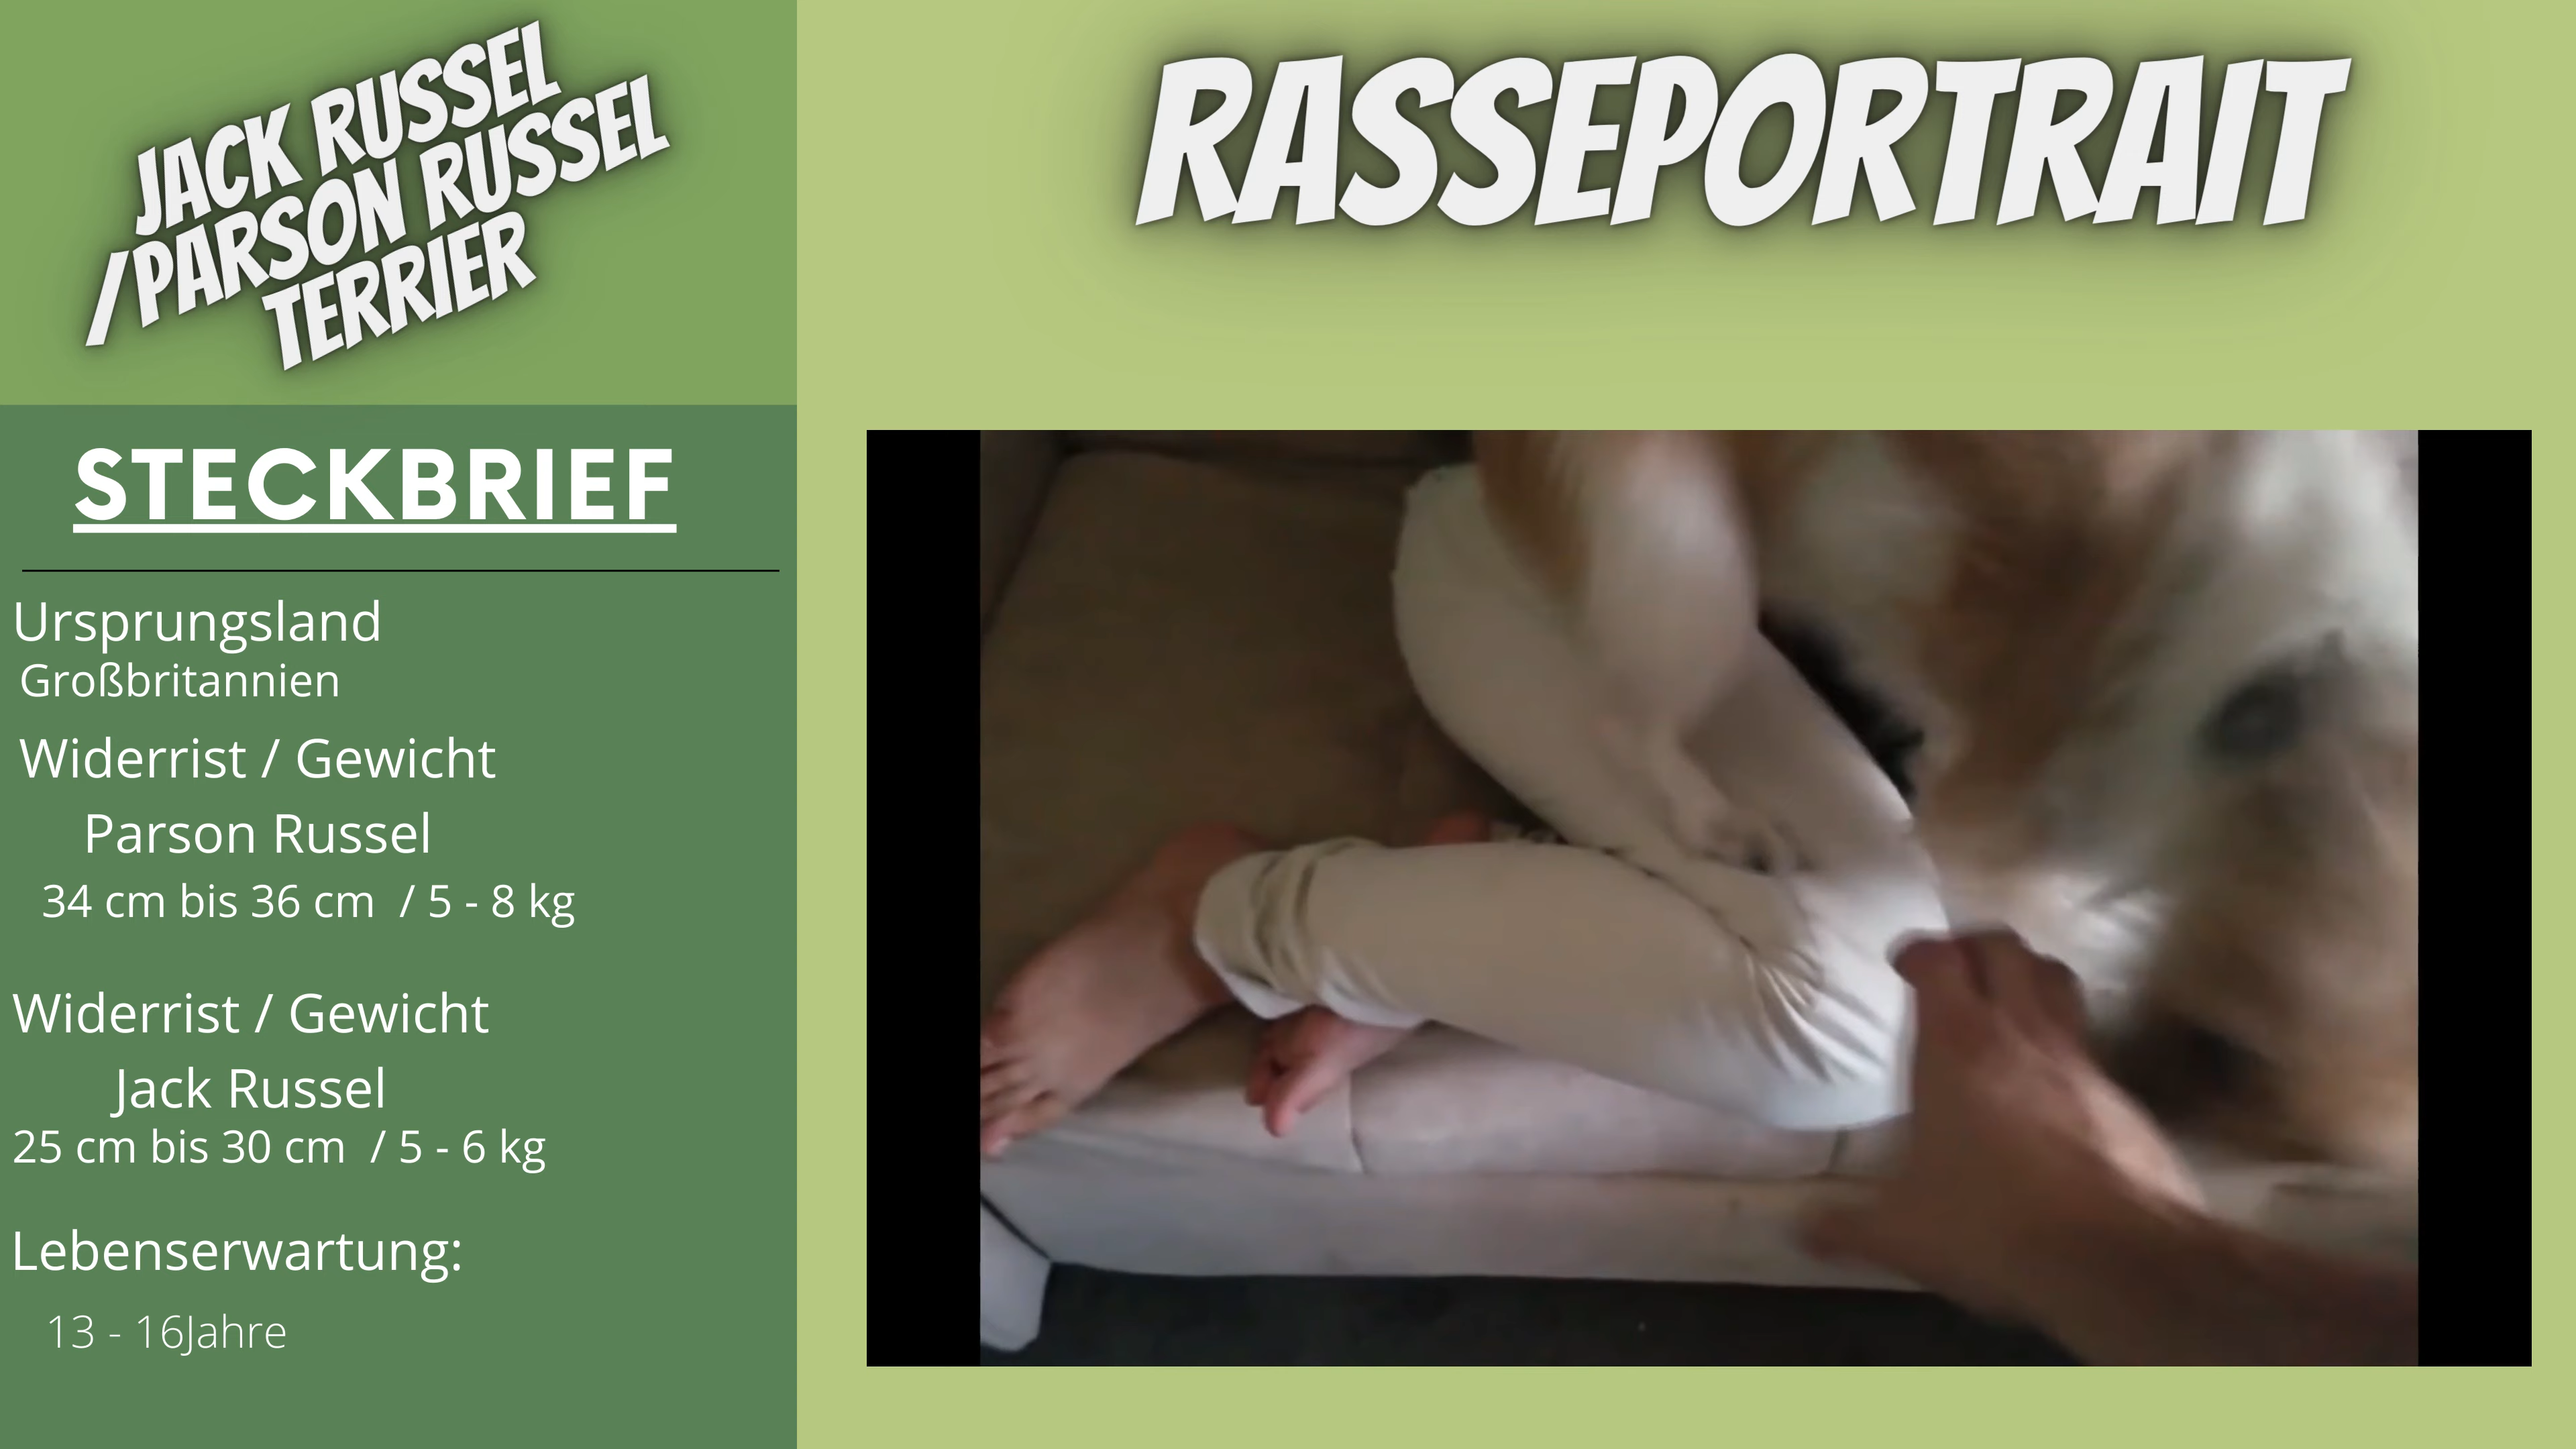 JACK RUSSEL
/PARSON RUSSEL
TERRIER
RASSEPORTRAIT
STECKBRIEF
Ursprungsland
Großbritannien
Widerrist / Gewicht
Parson Russel
34 cm bis 36 cm / 5 - 8 kg
Widerrist / Gewicht
Jack Russel
25 cm bis 30 cm / 5 - 6 kg
Lebenserwartung:
13 - 16Jahre